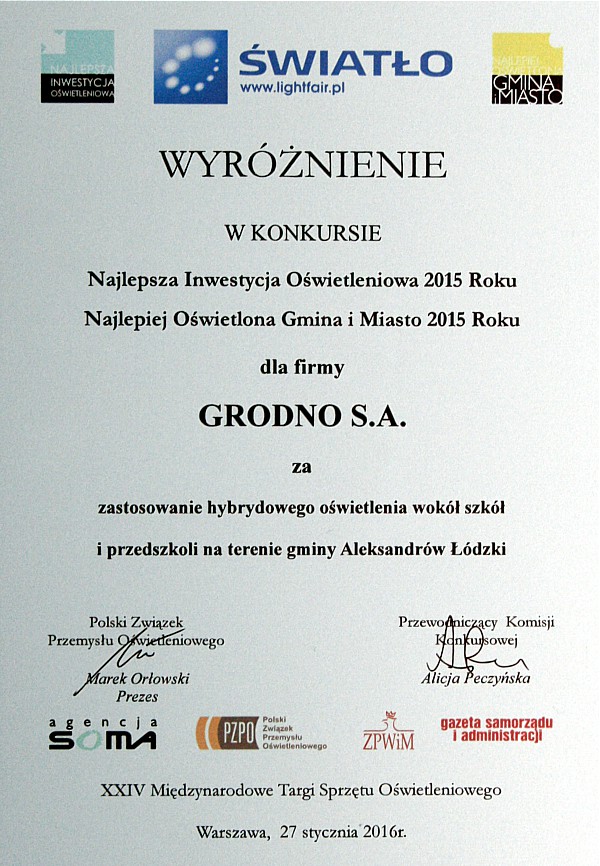 NAJLEPSZA
INWESTYCJA
OŚWIETLENIOWA
ŚWIATŁO
www.lightfair.pl
NAJLEPIEJ
OŚWIETLONA
GMINA
i MIASTO
WYRÓŻNIENIE
W KONKURSIE
Najlepsza Inwestycja Oświetleniowa 2015 Roku
Najlepiej Oświetlona Gmina i Miasto 2015 Roku
dla firmy
GRODNO S.A.
za
zastosowanie hybrydowego oświetlenia wokół szkół
i przedszkoli na terenie gminy Aleksandrów Łódzki
Polski Związek
Przemysłu Oświetleniowego
Marek Orłowski
Prezes
Przewodniczący Komisji
Konkursowej
Alicja Peczyńska
agencja
SOMA
PZPO
Polski
Związek
Przemysłu
Oświetleniowego
ZPWiM
gazeta samorządu
i administracji
XXIV Międzynarodowe Targi Sprzętu Oświetleniowego
Warszawa, 27 stycznia 2016r.